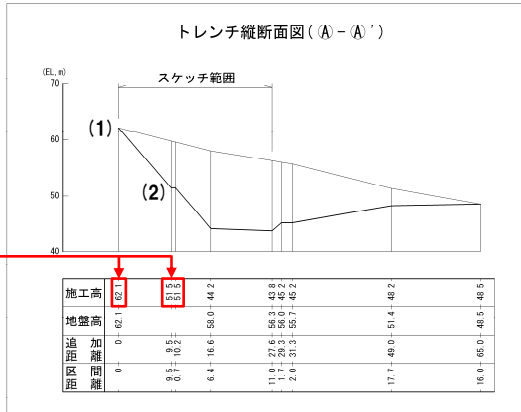 トレンチ縦断面図(Ⓐ-Ⓐ')
(EL,m)
スケッチ範囲
70
(1)
60
(2)
50
40
施工高 62.1 51.5 51.5 44.2 43.8 45.2 45.2 48.2 48.5
地盤高 62.1 58.0 56.3 56.0 55.7 51.4 48.5
追加距離 0 9.5 10.2 16.6 27.6 29.3 31.3 49.0 65.0
区間距離 0 9.5 0.7 6.4 11.0 1.7 2.0 17.7 16.0